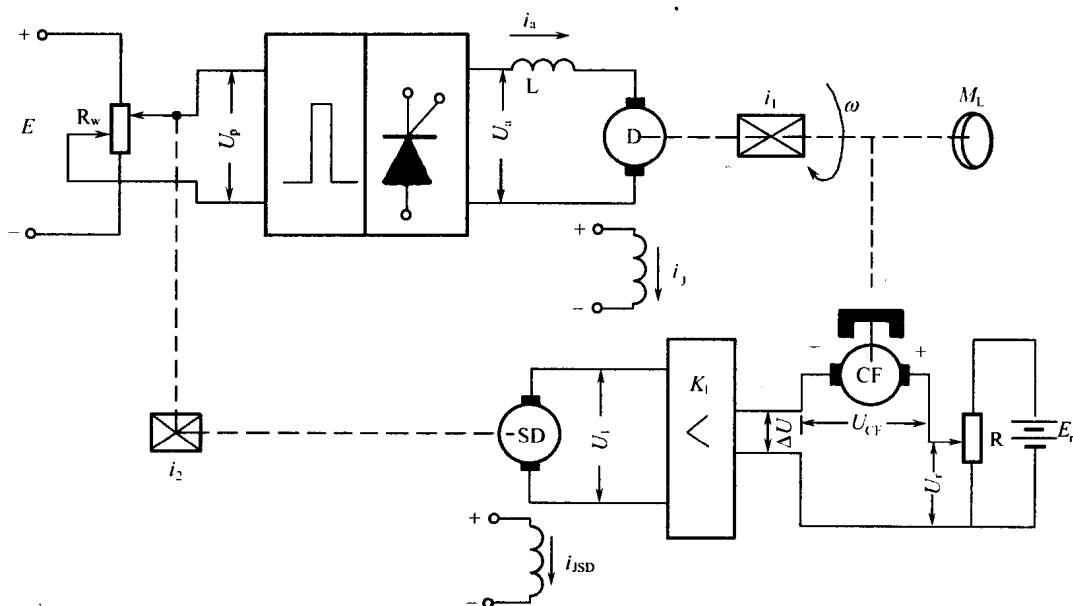 i_a
+
L
i_1
ω
M_L
E
R_w
U_p
U_a
D
−
+
i_J
−
− CF +
K_1
<
SD
U_1
ΔU
U_CF
R
E_r
U_r
i_2
+
i_JSD
−